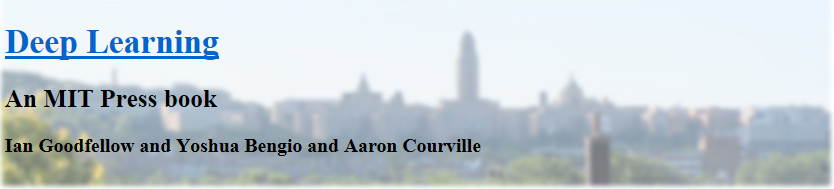 Deep Learning
An MIT Press book
Ian Goodfellow and Yoshua Bengio and Aaron Courville